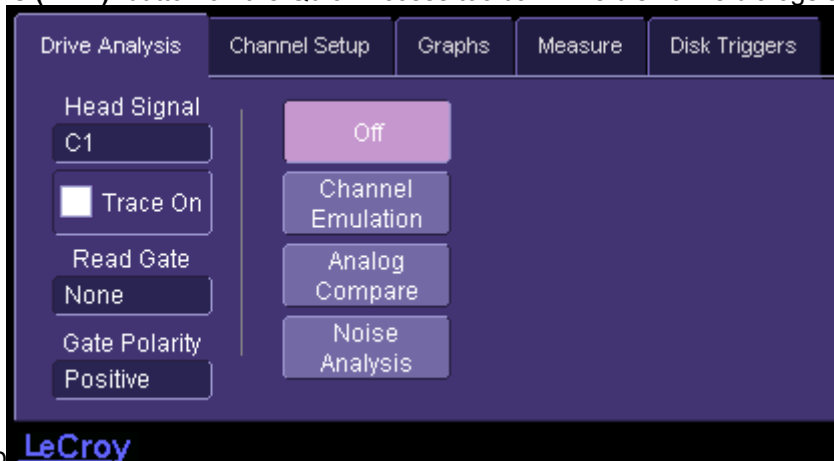 Drive Analysis
Channel Setup
Graphs
Measure
Disk Triggers
Head Signal
C1
Trace On
Read Gate
None
Gate Polarity
Positive
Off
Channel
Emulation
Analog
Compare
Noise
Analysis
LeCroy